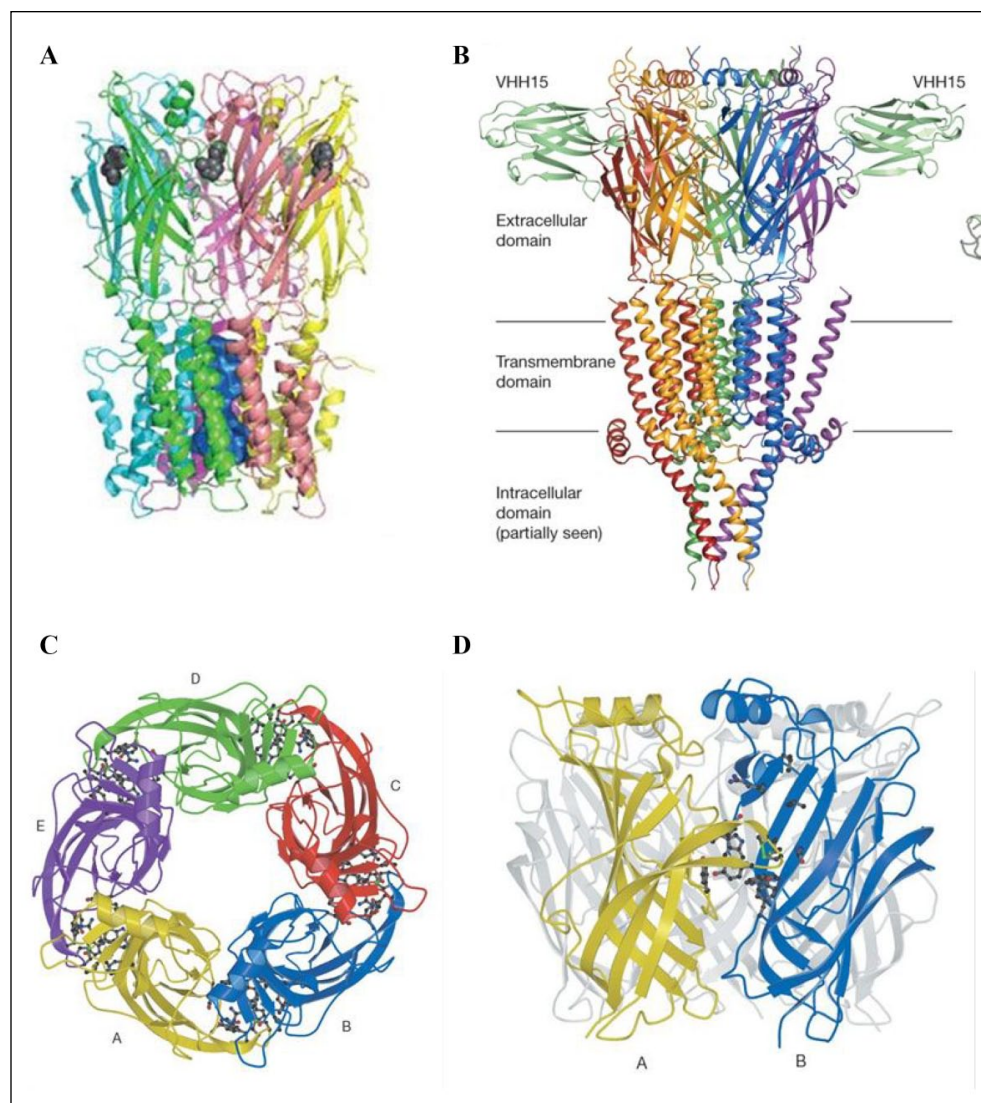 A
B
VHH15
VHH15
Extracellular
domain
Transmembrane
domain
Intracellular
domain
(partially seen)
C
D
D
C
E
A
B
A
B